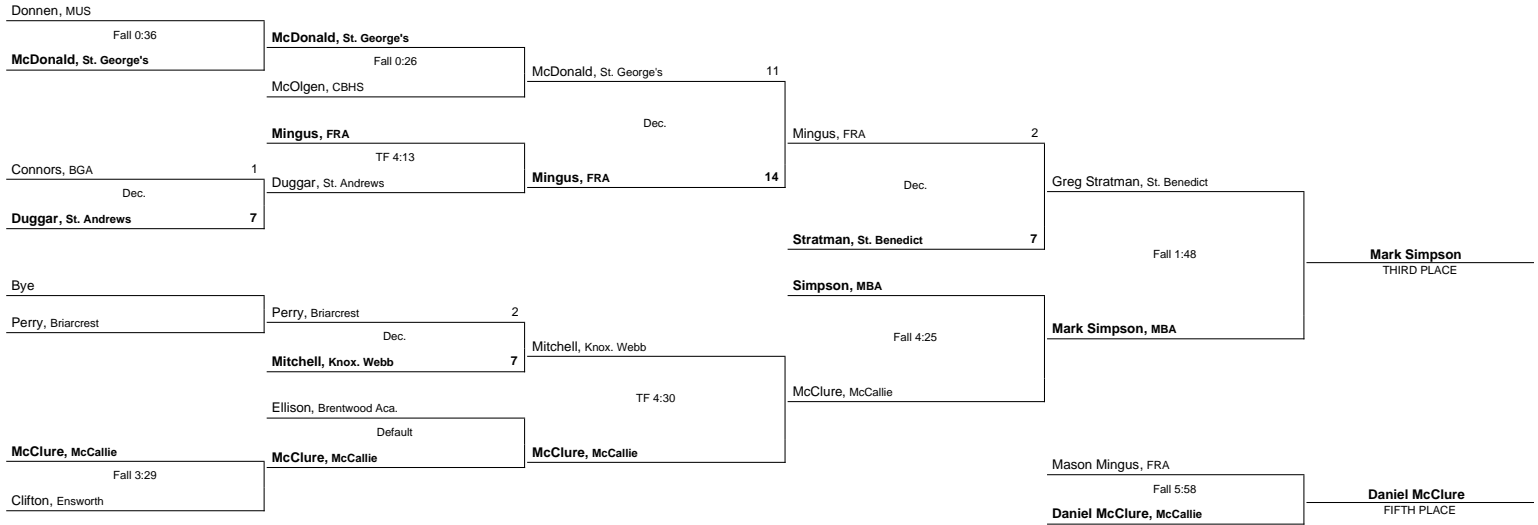 Donnen, MUS
Fall 0:36
McDonald, St. George's
McDonald, St. George's
Fall 0:26
McOlgen, CBHS
McDonald, St. George's 11
Dec.
Mingus, FRA
TF 4:13
Duggar, St. Andrews
Mingus, FRA 14
Connors, BGA 1
Dec.
Duggar, St. Andrews 7
Mingus, FRA 2
Dec.
Stratman, St. Benedict 7
Greg Stratman, St. Benedict
Fall 1:48
Mark Simpson, MBA
Mark Simpson
THIRD PLACE
Bye
Perry, Briarcrest
Perry, Briarcrest 2
Dec.
Mitchell, Knox. Webb 7
Mitchell, Knox. Webb
TF 4:30
McClure, McCallie
Simpson, MBA
Fall 4:25
McClure, McCallie
Ellison, Brentwood Aca.
Default
McClure, McCallie
McClure, McCallie
Fall 3:29
Clifton, Ensworth
Mason Mingus, FRA
Fall 5:58
Daniel McClure, McCallie
Daniel McClure
FIFTH PLACE